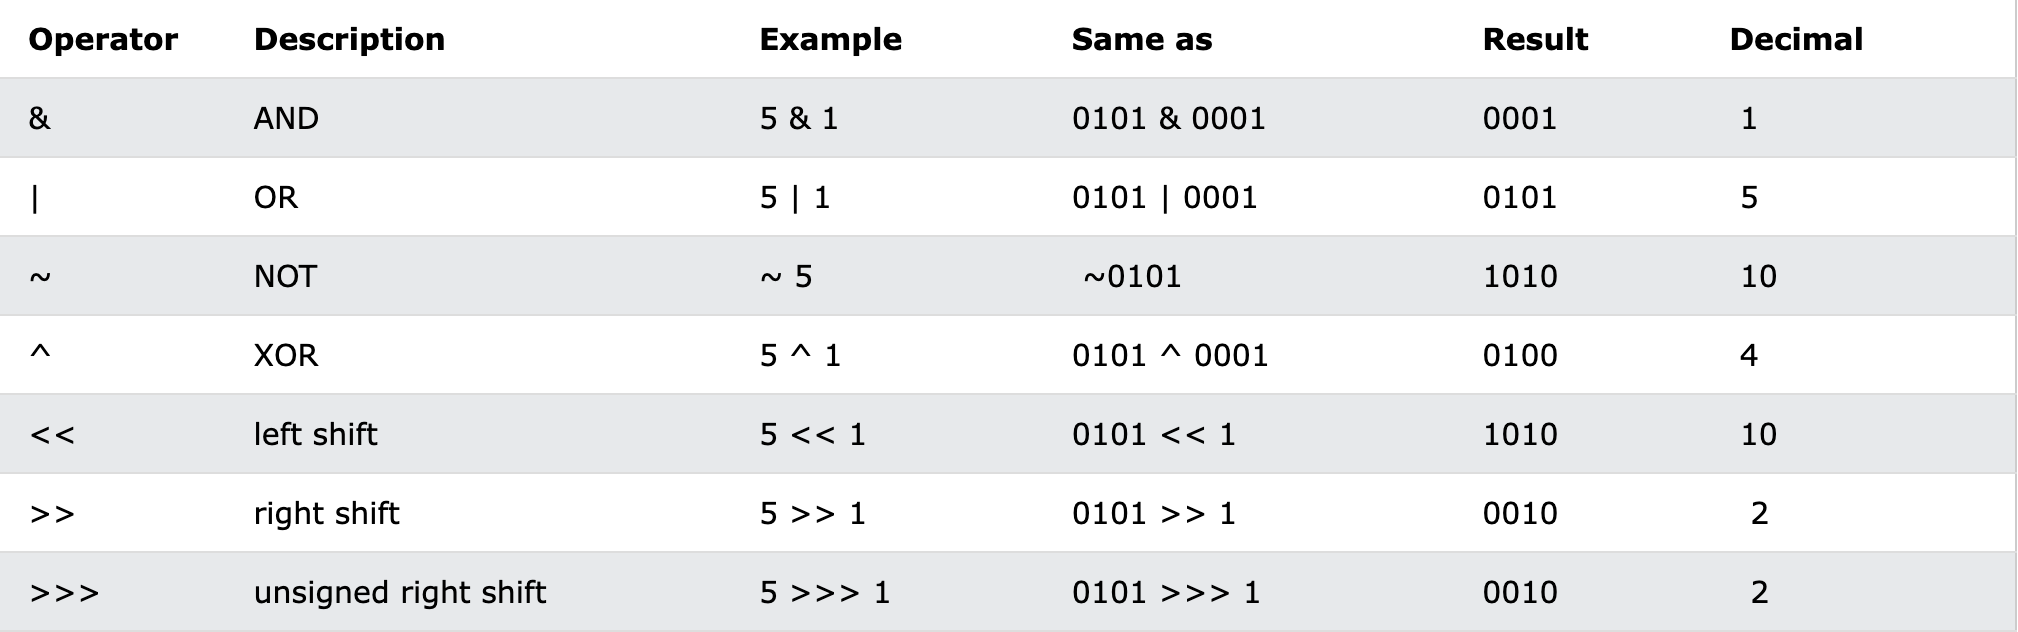 Operator Description Example Same as Result Decimal
& AND 5 & 1 0101 & 0001 0001 1
| OR 5 | 1 0101 | 0001 0101 5
~ NOT ~ 5 ~0101 1010 10
^ XOR 5 ^ 1 0101 ^ 0001 0100 4
<< left shift 5 << 1 0101 << 1 1010 10
>> right shift 5 >> 1 0101 >> 1 0010 2
>>> unsigned right shift 5 >>> 1 0101 >>> 1 0010 2